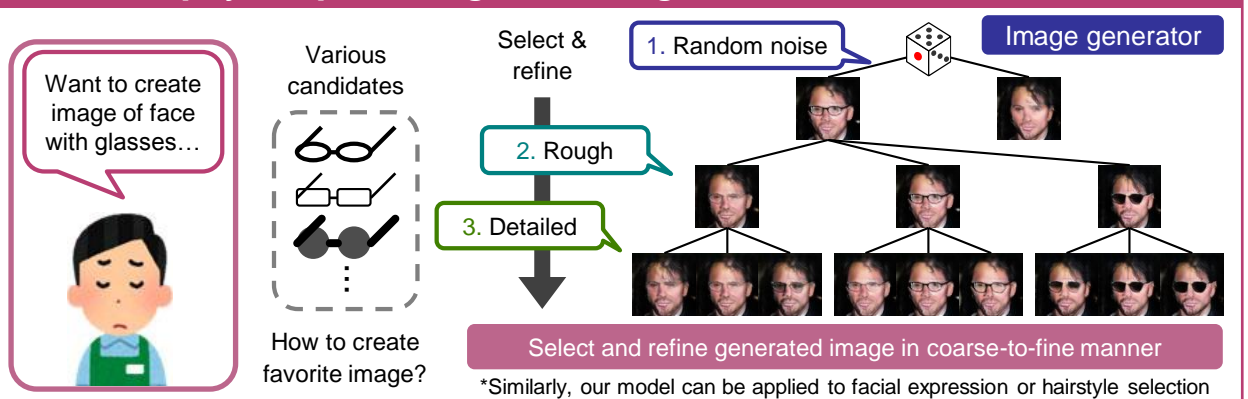 Want to create
image of face
with glasses…
Various
candidates
How to create
favorite image?
Select &
refine
1. Random noise
2. Rough
3. Detailed
Image generator
Select and refine generated image in coarse-to-fine manner
*Similarly, our model can be applied to facial expression or hairstyle selection